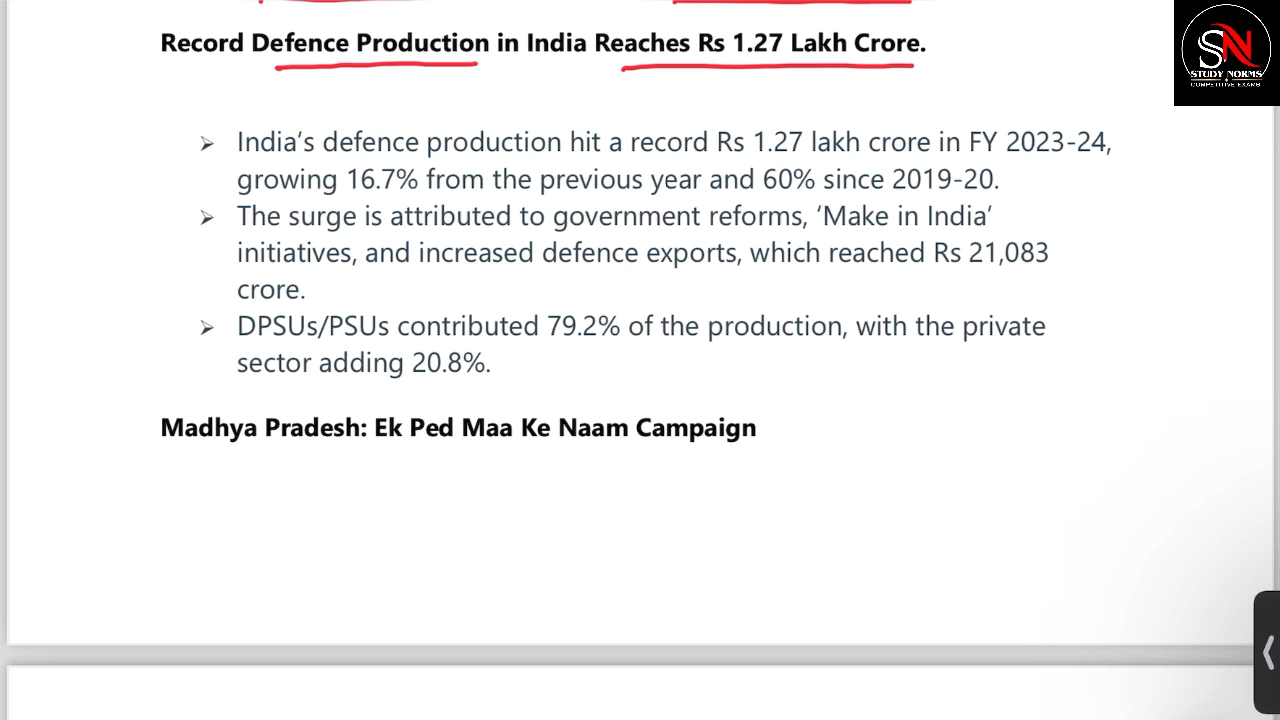 Record Defence Production in India Reaches Rs 1.27 Lakh Crore.
SN
STUDY NORMS
COMPETITIVE EXAMS
➢ India’s defence production hit a record Rs 1.27 lakh crore in FY 2023-24,
growing 16.7% from the previous year and 60% since 2019-20.
➢ The surge is attributed to government reforms, ‘Make in India’
initiatives, and increased defence exports, which reached Rs 21,083
crore.
➢ DPSUs/PSUs contributed 79.2% of the production, with the private
sector adding 20.8%.
Madhya Pradesh: Ek Ped Maa Ke Naam Campaign